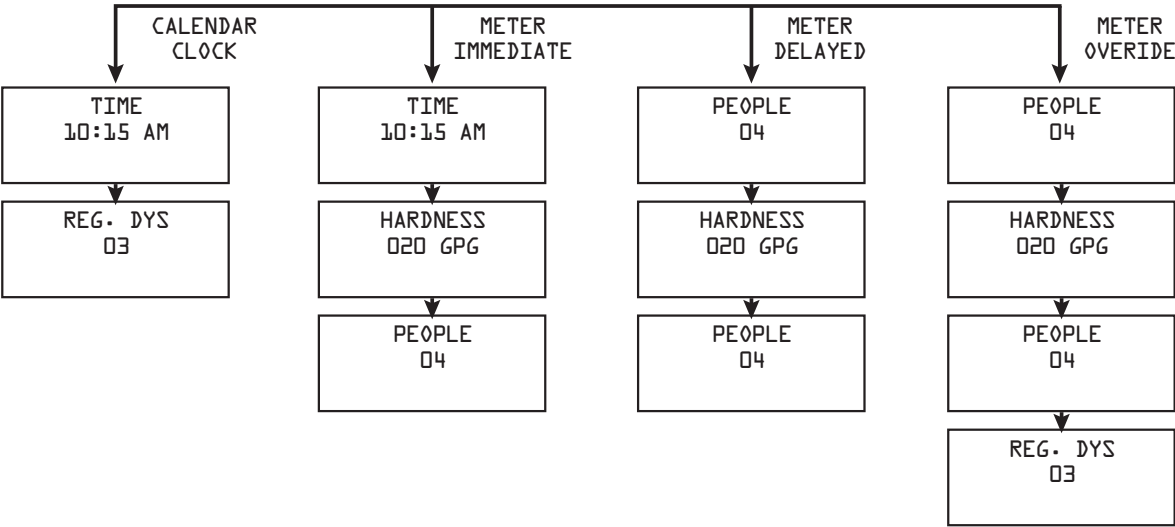 CALENDAR
CLOCK
METER
IMMEDIATE
METER
DELAYED
METER
OVERIDE
TIME
10:15 AM
TIME
10:15 AM
PEOPLE
04
PEOPLE
04
REG. DYS
03
HARDNESS
020 GPG
HARDNESS
020 GPG
HARDNESS
020 GPG
PEOPLE
04
PEOPLE
04
PEOPLE
04
REG. DYS
03